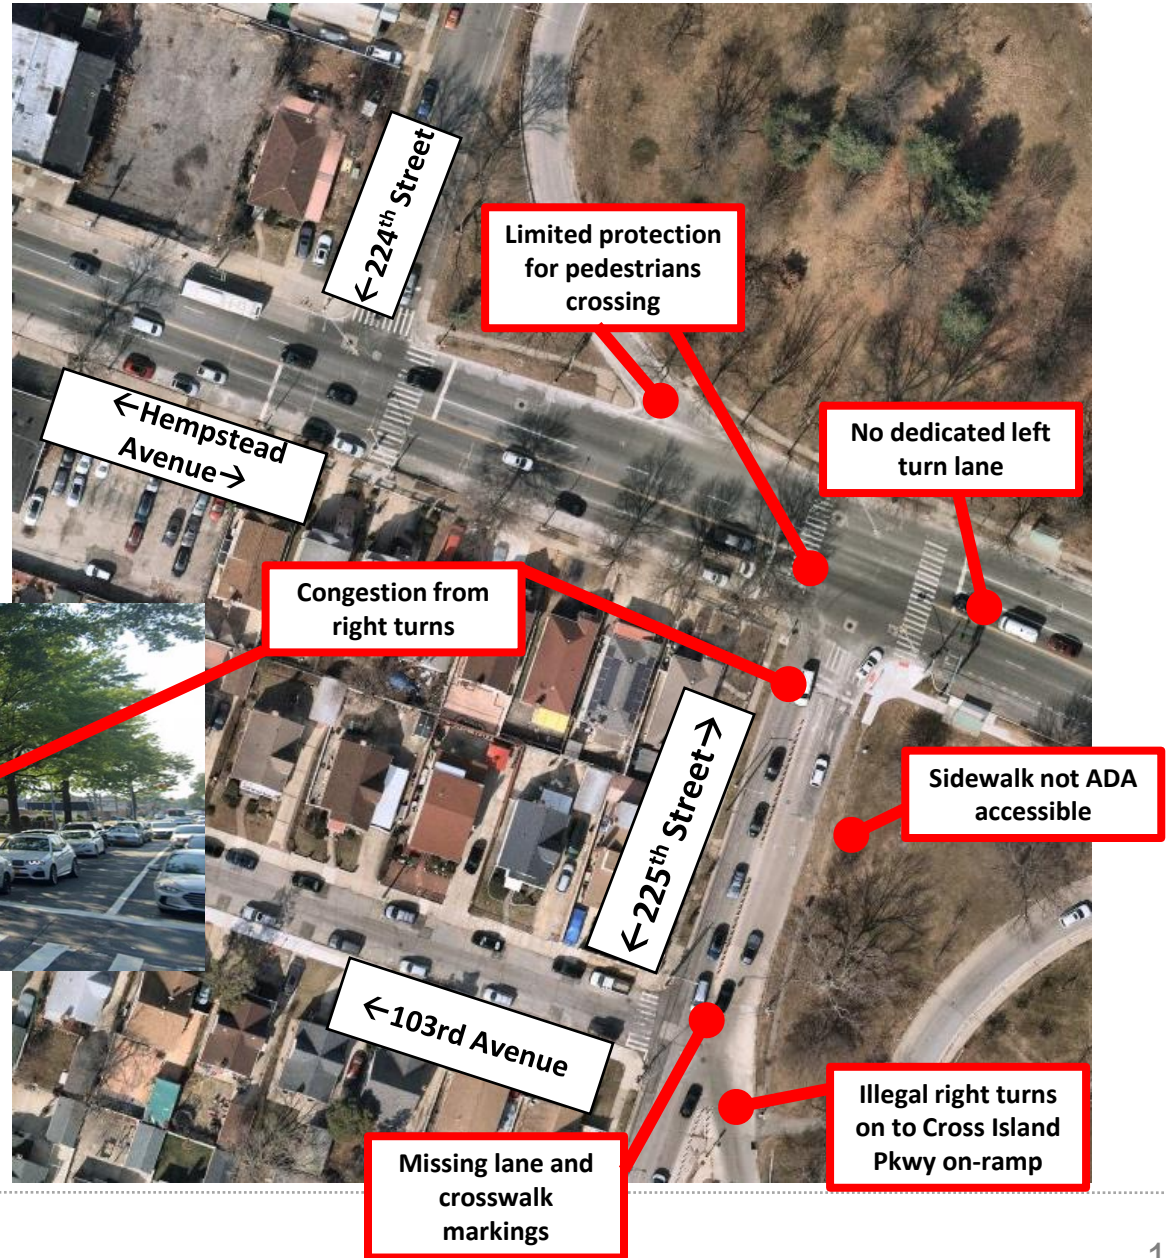 ←224th Street
Limited protection
for pedestrians
crossing
←Hempstead
Avenue→
No dedicated left
turn lane
Congestion from
right turns
←225th Street→
Sidewalk not ADA
accessible
←103rd Avenue
Illegal right turns
on to Cross Island
Pkwy on-ramp
Missing lane and
crosswalk
markings